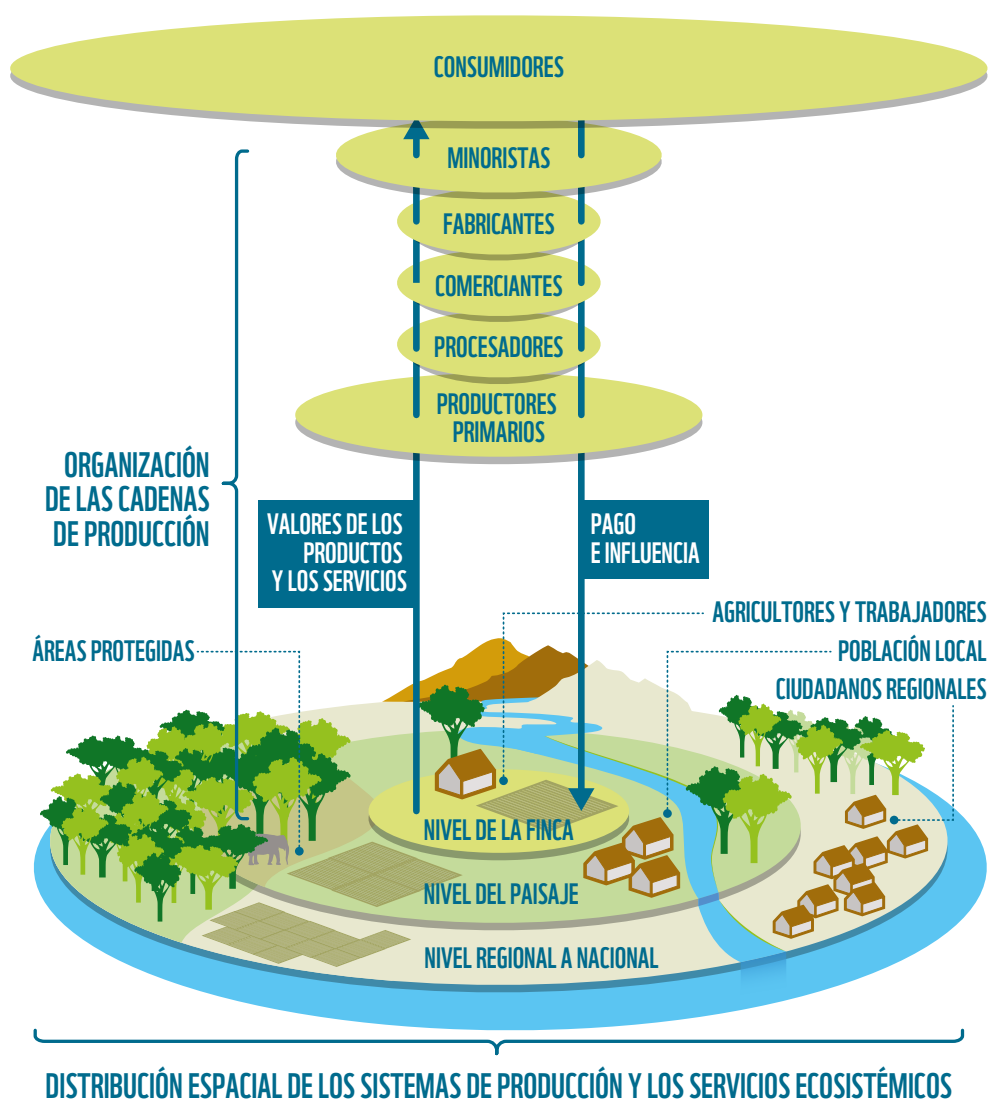 CONSUMIDORES
MINORISTAS
FABRICANTES
COMERCIANTES
PROCESADORES
PRODUCTORES
PRIMARIOS
ORGANIZACIÓN
DE LAS CADENAS
DE PRODUCCIÓN
VALORES DE LOS
PRODUCTOS
Y LOS SERVICIOS
PAGO
E INFLUENCIA
AGRICULTORES Y TRABAJADORES
ÁREAS PROTEGIDAS
POBLACIÓN LOCAL
CIUDADANOS REGIONALES
NIVEL DE LA FINCA
NIVEL DEL PAISAJE
NIVEL REGIONAL A NACIONAL
DISTRIBUCIÓN ESPACIAL DE LOS SISTEMAS DE PRODUCCIÓN Y LOS SERVICIOS ECOSISTÉMICOS